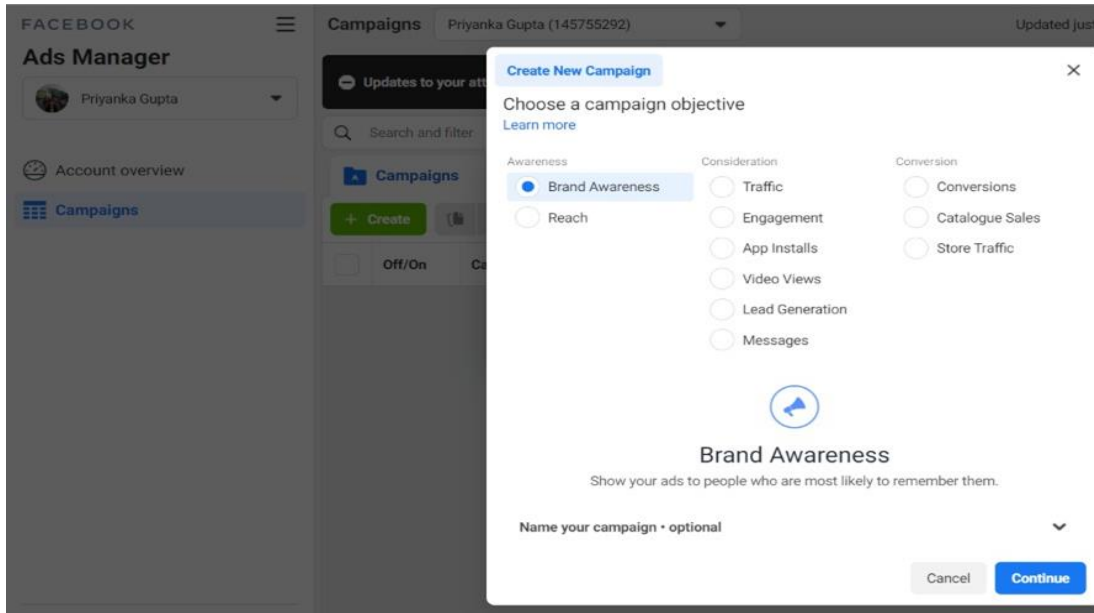 FACEBOOK
Ads Manager
Priyanka Gupta
Account overview
Campaigns
Campaigns Priyanka Gupta (145755292) Updated just
Updates to your att
Search and filter
Campaigns
+ Create
Off/On Ca
Create New Campaign
Choose a campaign objective
Learn more
Awareness Consideration Conversion
Brand Awareness Traffic Conversions
Reach Engagement Catalogue Sales
App Installs Store Traffic
Video Views
Lead Generation
Messages
Brand Awareness
Show your ads to people who are most likely to remember them.
Name your campaign • optional
Cancel Continue